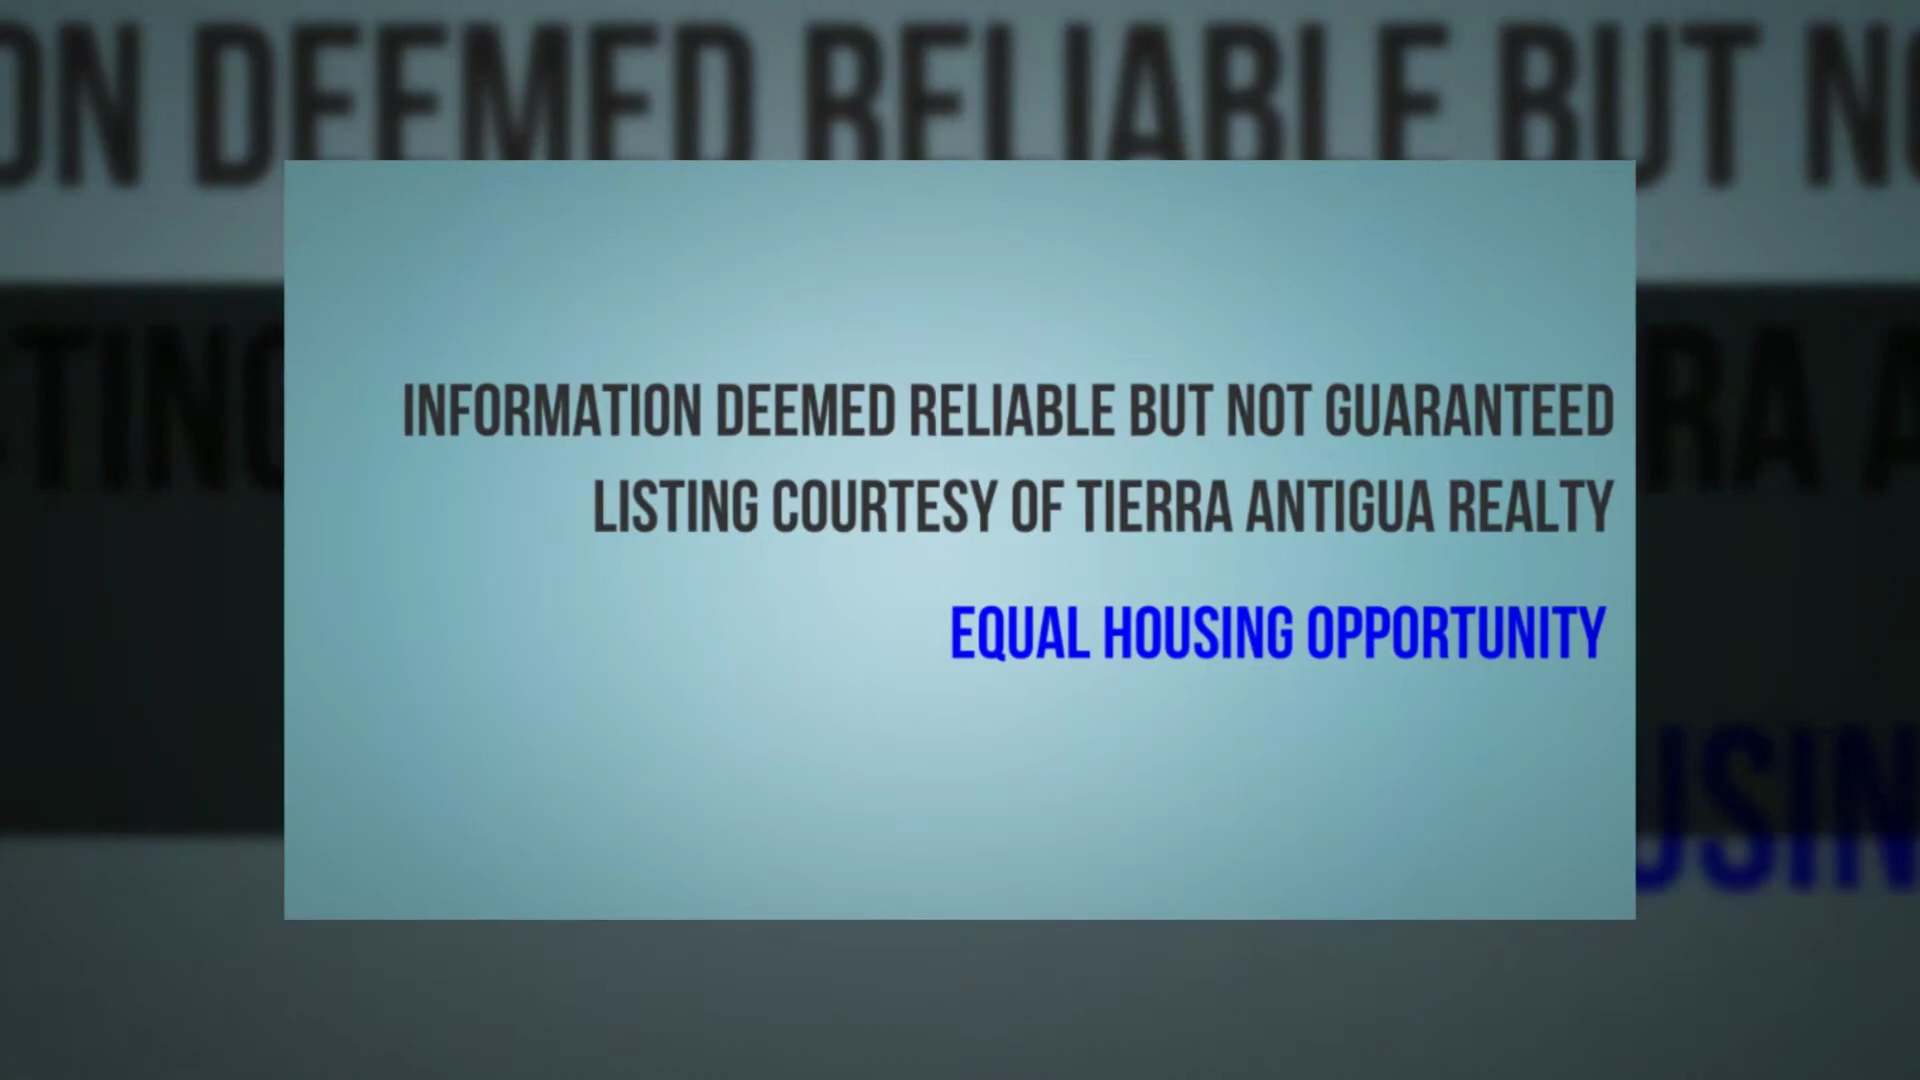 INFORMATION DEEMED RELIABLE BUT NOT GUARANTEED
LISTING COURTESY OF TIERRA ANTIGUA REALTY
EQUAL HOUSING OPPORTUNITY